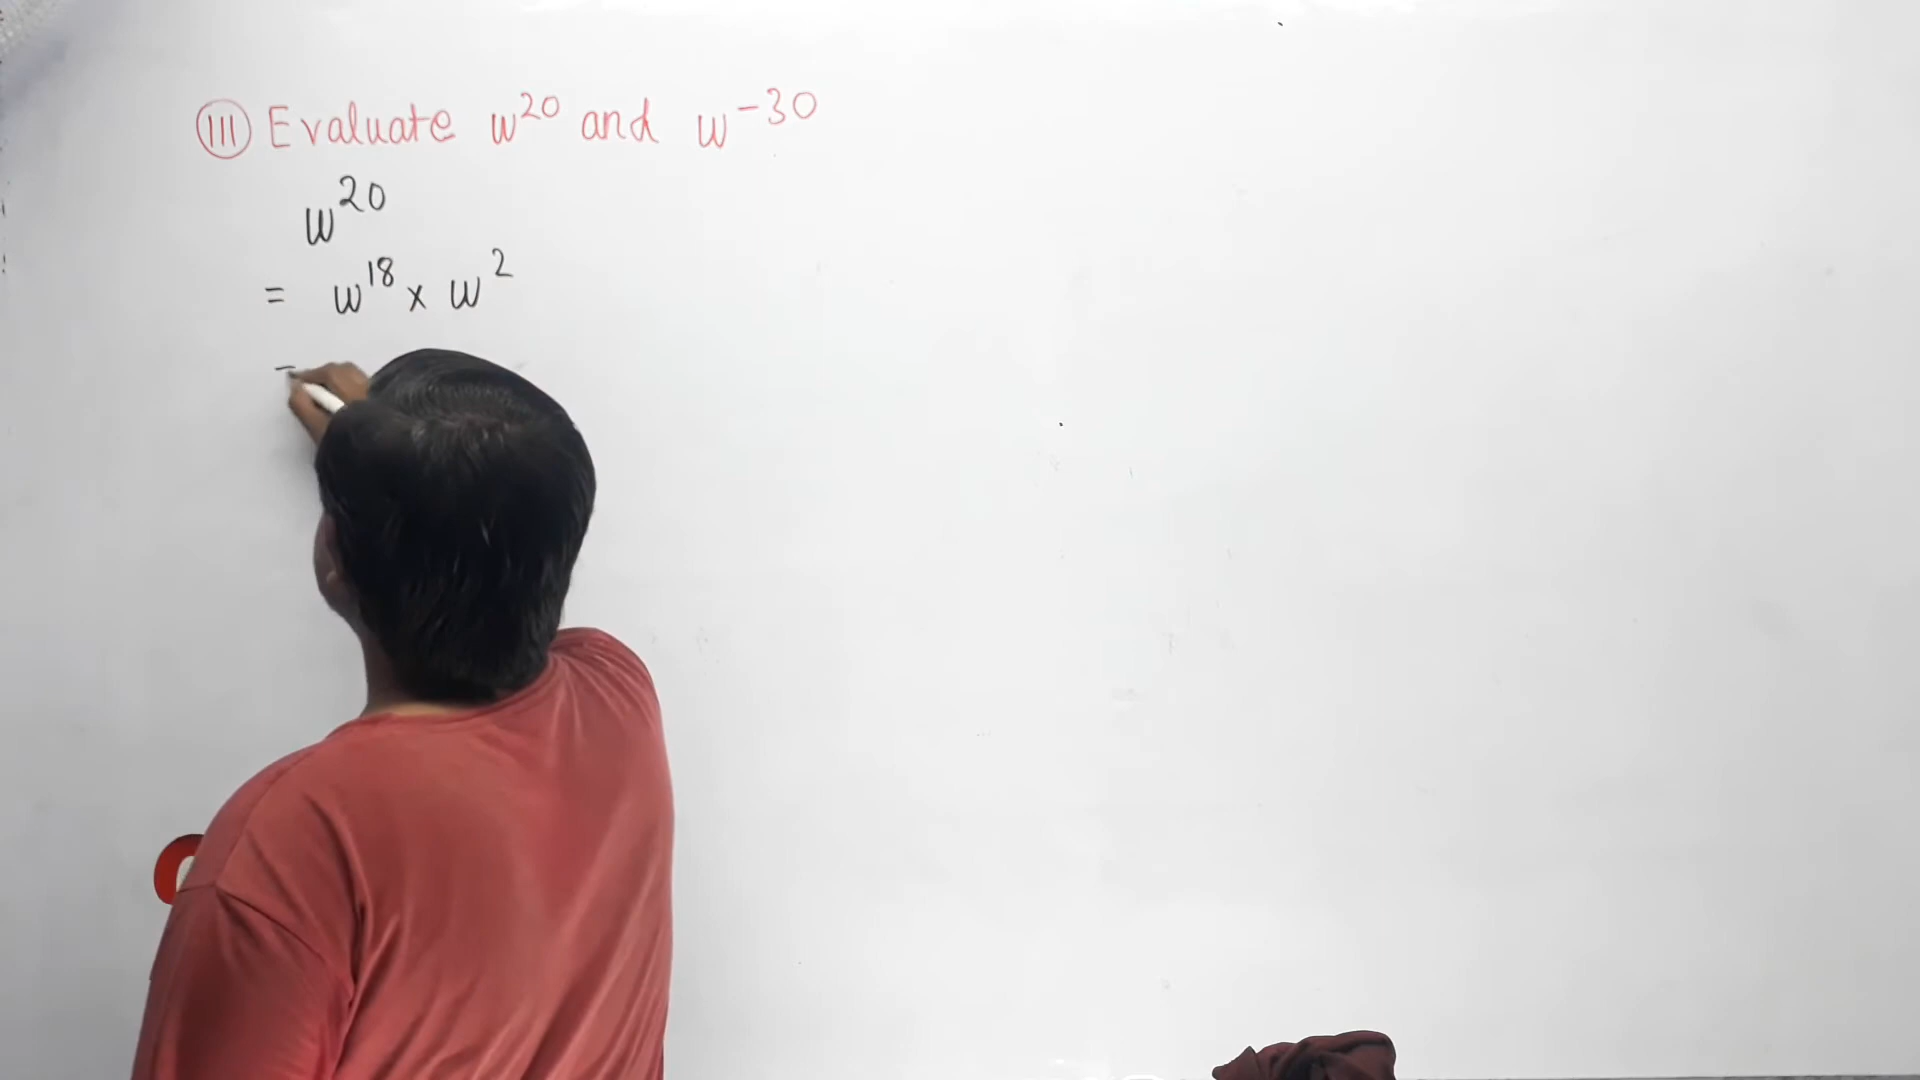 (III) Evaluate w^20 and w^-30
w^20
= w^18 x w^2